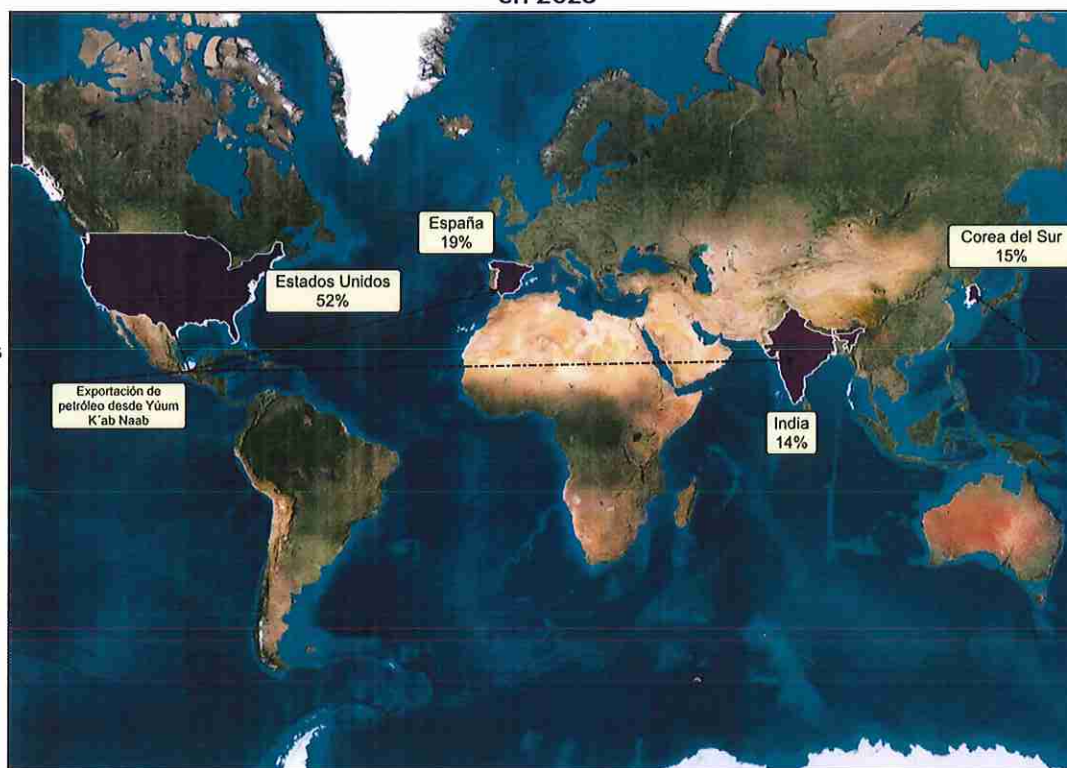 España
19%
Corea del Sur
15%
Estados Unidos
52%
Exportación de
petróleo desde Yúum
K´ab Naab
India
14%